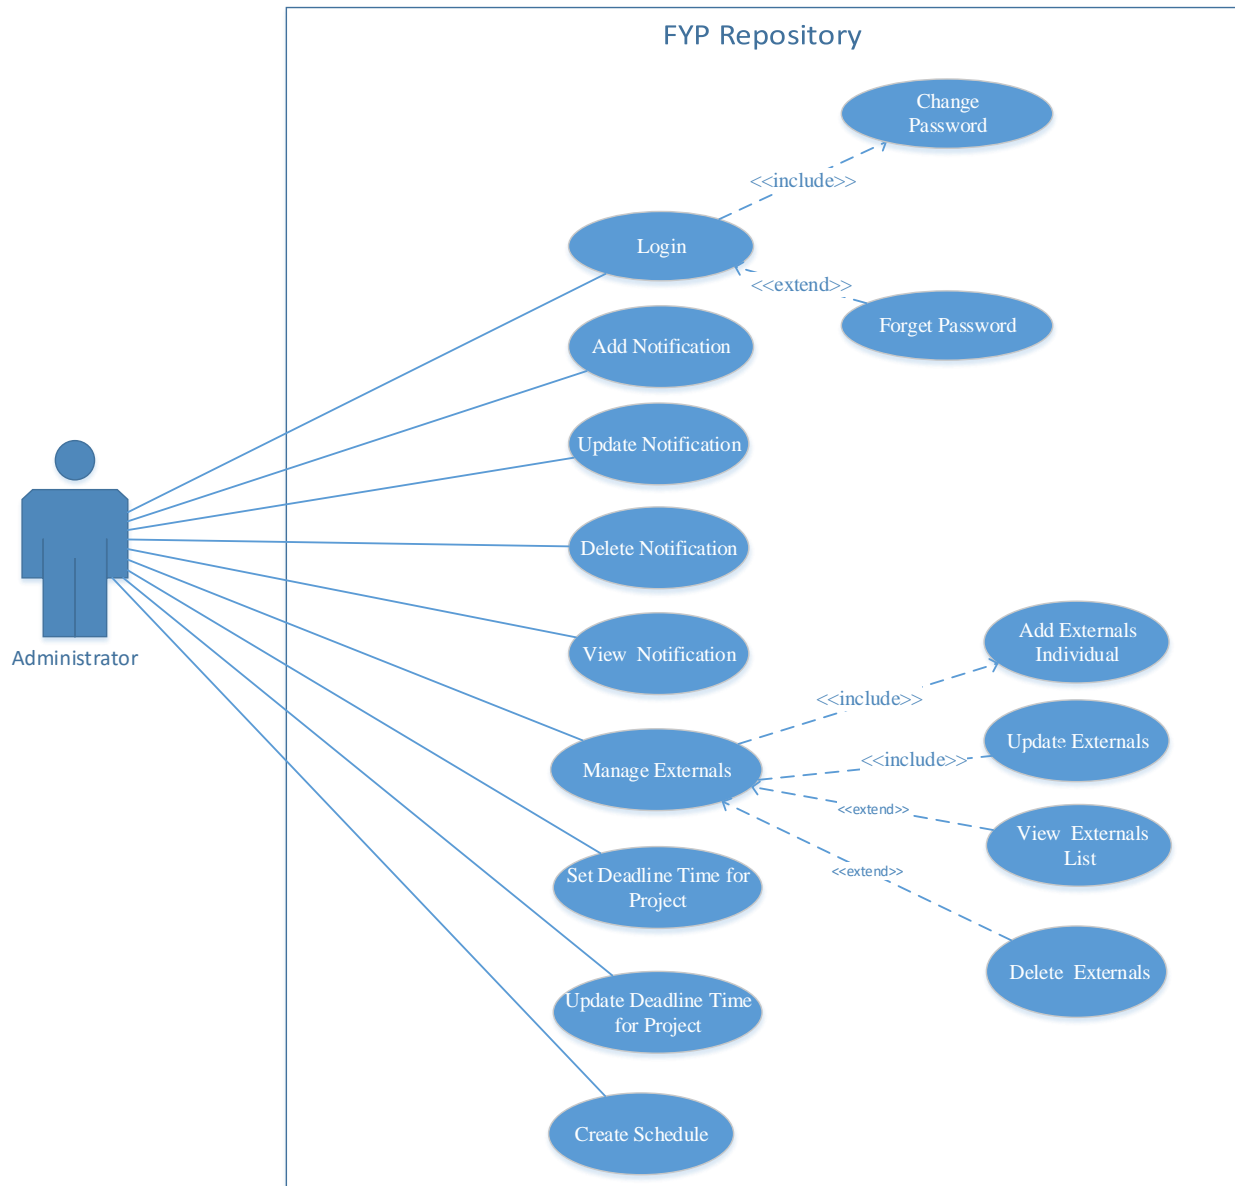 FYP Repository
Change
Password
<<include>>
Login
<<extend>>
Forget Password
Add Notification
Update Notification
Delete Notification
Administrator
View  Notification
Add Externals
Individual
<<include>>
Update Externals
<<include>>
Manage Externals
<<extend>>
View  Externals
List
<<extend>>
Set Deadline Time for
Project
Delete  Externals
Update Deadline Time
for Project
Create Schedule